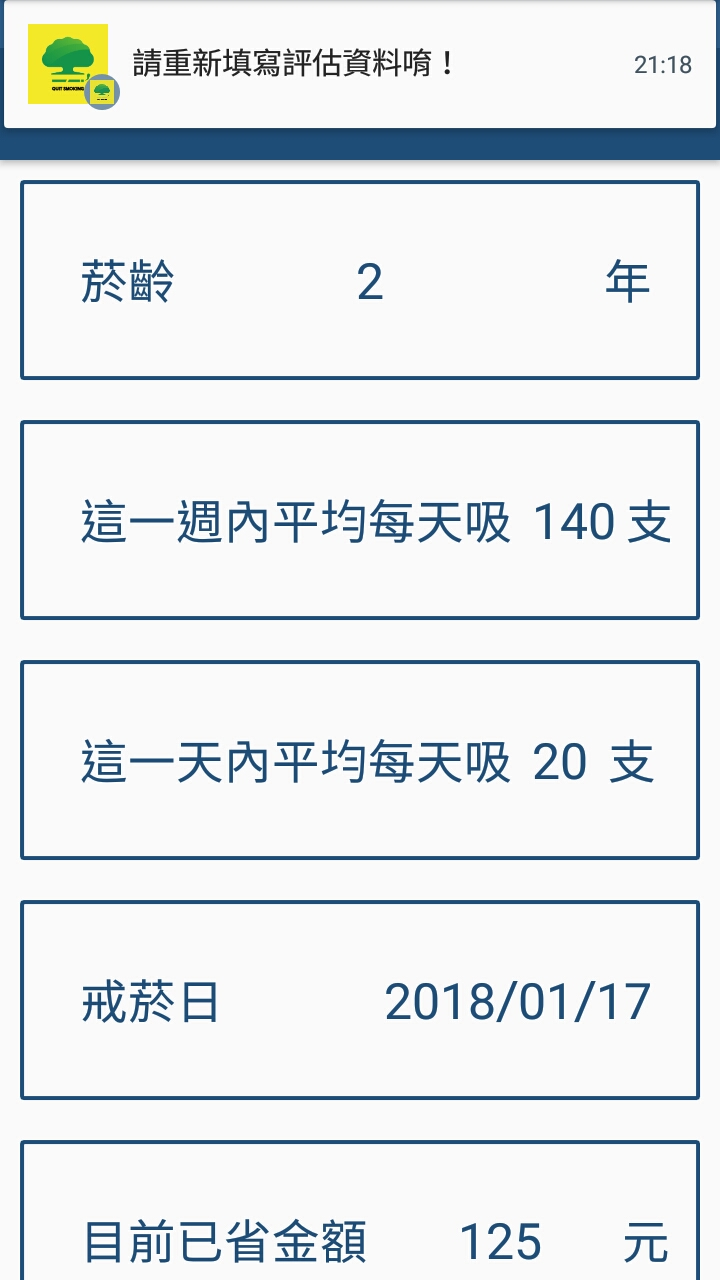 請重新填寫評估資料唷！
21:18
QUIT SMOKING
菸齡 2 年
這一週內平均每天吸 140 支
這一天內平均每天吸 20 支
戒菸日 2018/01/17
目前已省金額 125 元